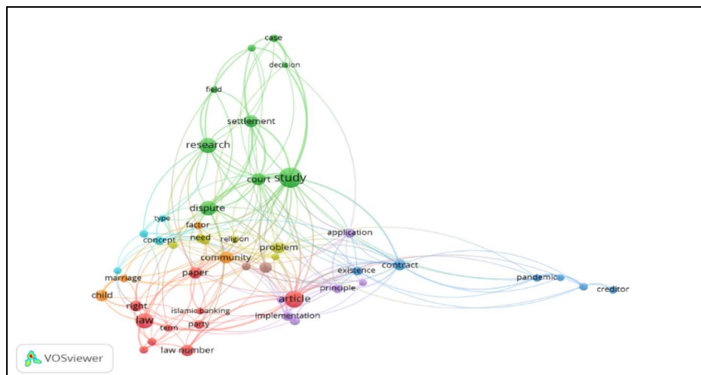 case
decision
field
settlement
research
court
study
dispute
type
factor
application
concept
need
religion
problem
community
contract
marriage
paper
existence
pandemic
child
principle
creditor
right
article
islamic banking
law
term
party
implementation
law number
VOSviewer